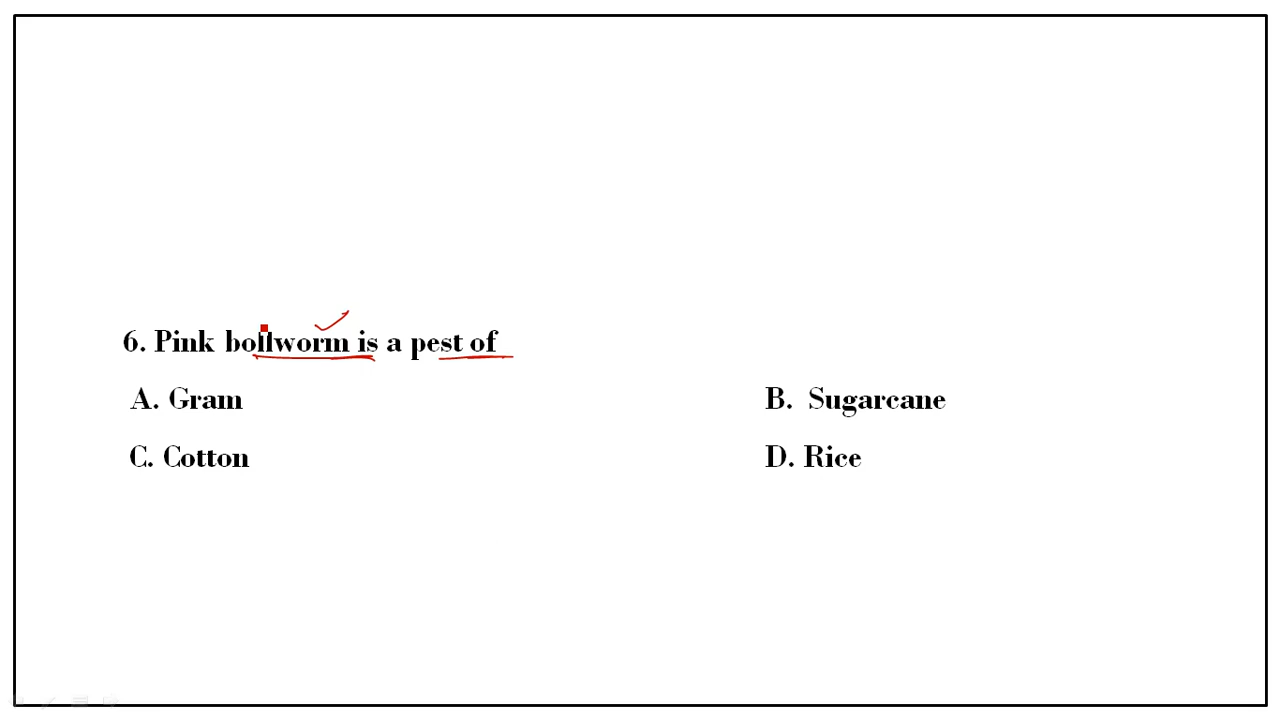 6. Pink bollworm is a pest of
A. Gram
B. Sugarcane
C. Cotton
D. Rice